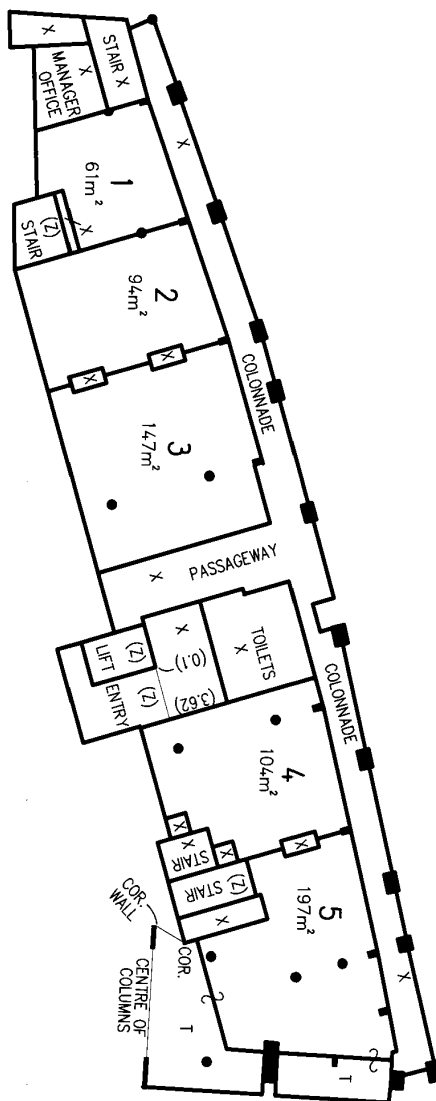 X
STAIR X
X
MANAGER
OFFICE
X
1
61m²
X
(Z)
STAIR
2
94m²
COLONNADE
X
X
3
147m²
PASSAGEWAY
X
X
TOILETS
X
(0.1)
(Z)
LIFT
(Z)
ENTRY
(3.62)
COLONNADE
4
104m²
X
X
STAIR
X
X
(Z)
STAIR
X
5
197m²
X
COR.
WALL
COR.
CENTRE OF
COLUMNS
T
T